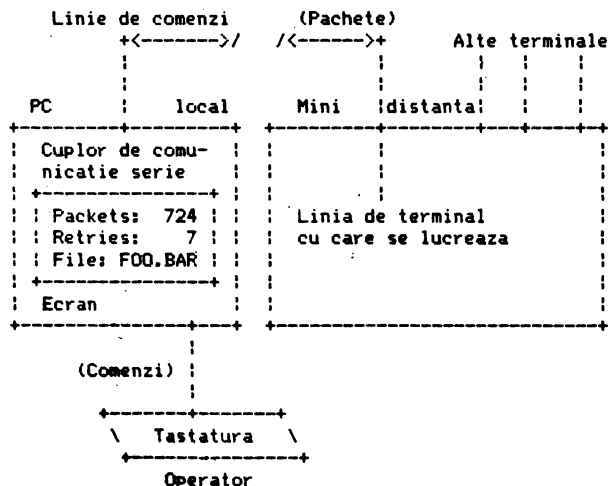 Linie de comenzi (Pachete)
+<------->/ /<------>+ Alte terminale
PC local Mini distanta
Cuplor de comu-
nicatie serie
Packets: 724
Retries: 7
File: FOO.BAR
Linia de terminal
cu care se lucreaza
Ecran
(Comenzi)
\ Tastatura \
Operator